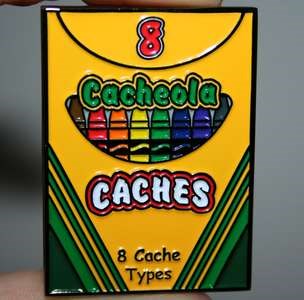 8
Cacheola
CACHES
8 Cache
Types